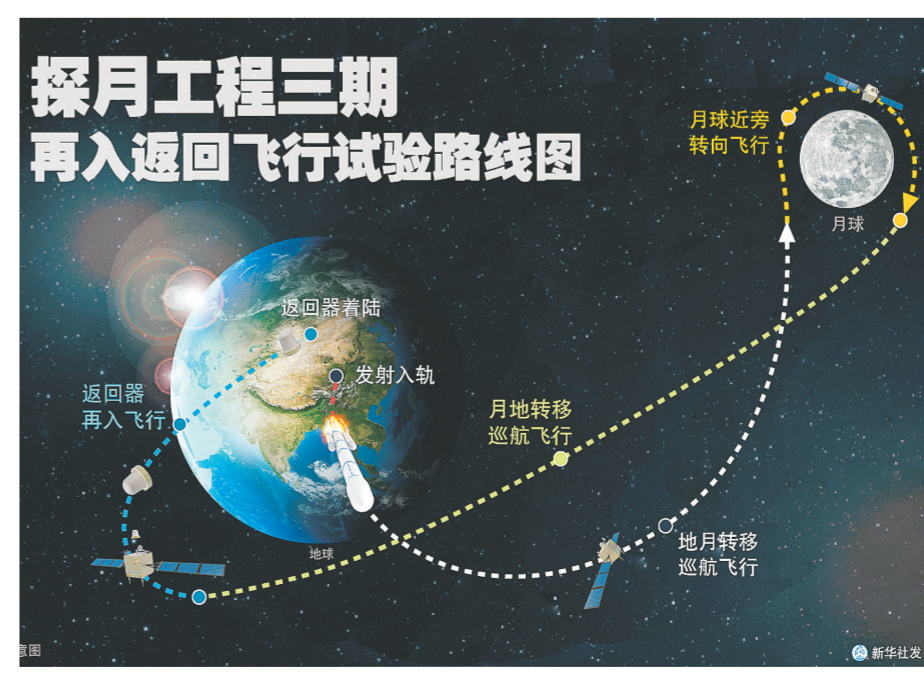 探月工程三期
再入返回飞行试验路线图
月球近旁
转向飞行
月球
返回器着陆
发射入轨
返回器
再入飞行
月地转移
巡航飞行
地月转移
巡航飞行
地球
意图
新华社发